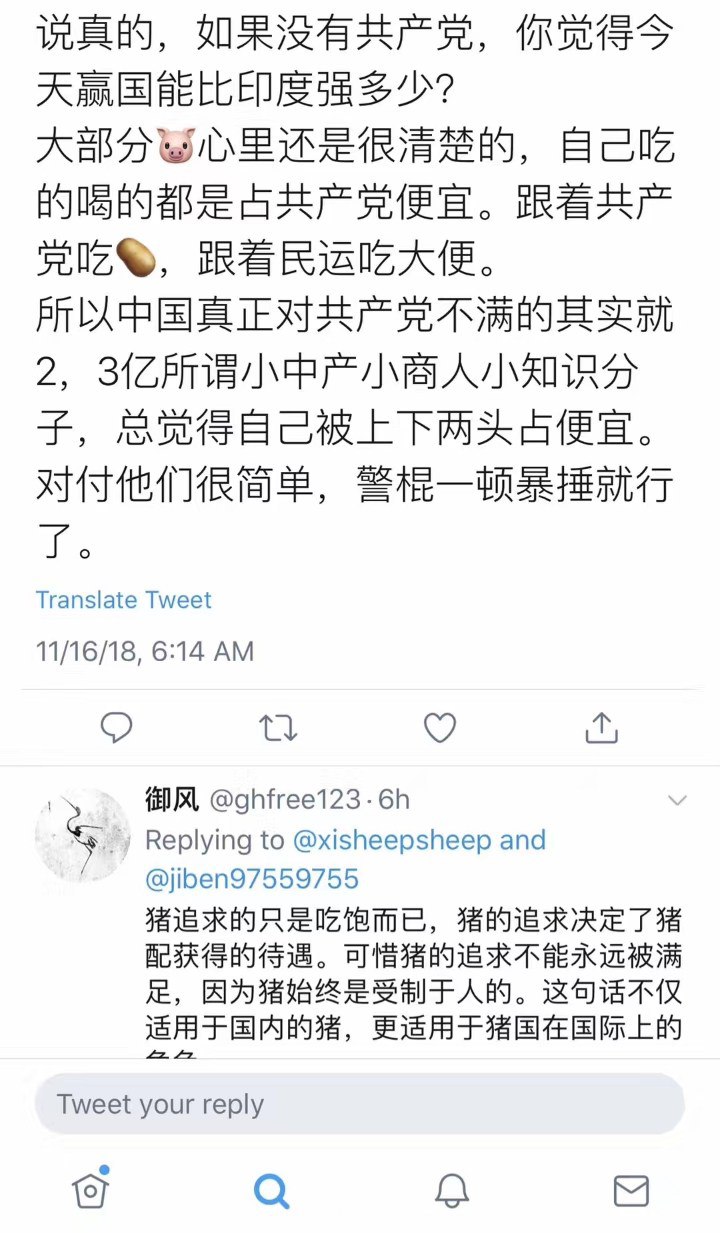 说真的，如果没有共产党，你觉得今
天赢国能比印度强多少？
大部分🐷心里还是很清楚的，自己吃
的喝的都是占共产党便宜。跟着共产
党吃🥔，跟着民运吃大便。
所以中国真正对共产党不满的其实就
2，3亿所谓小中产小商人小知识分
子，总觉得自己被上下两头占便宜。
对付他们很简单，警棍一顿暴捶就行
了。
Translate Tweet
11/16/18, 6:14 AM
御风 @ghfree123 · 6h
Replying to @xisheepsheep and
@jiben97559755
猪追求的只是吃饱而已，猪的追求决定了猪
配获得的待遇。可惜猪的追求不能永远被满
足，因为猪始终是受制于人的。这句话不仅
适用于国内的猪，更适用于猪国在国际上的
Tweet your reply